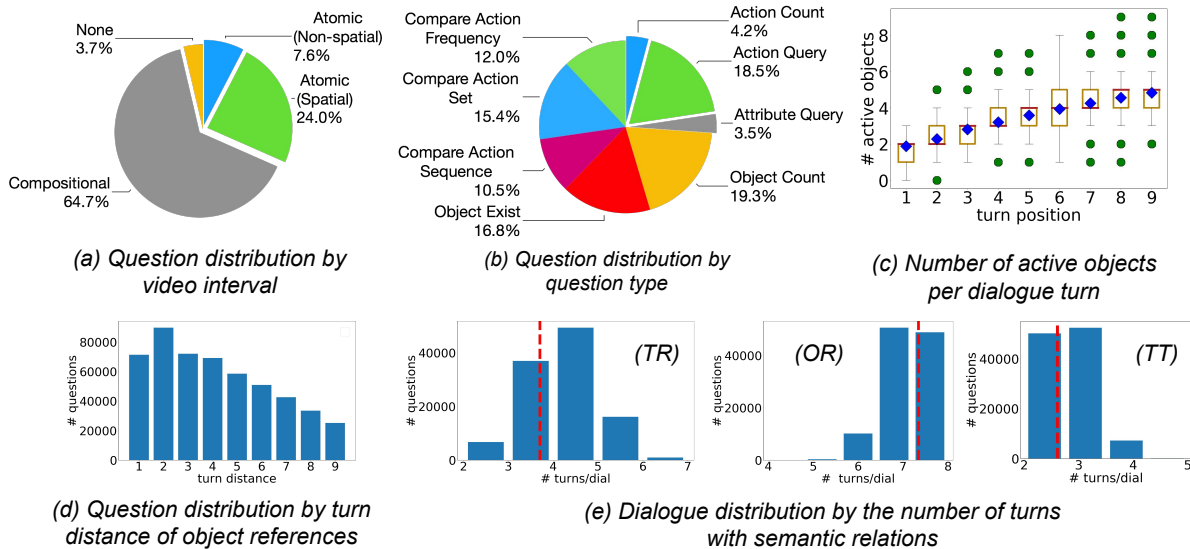 None
3.7%
Atomic
(Non-spatial)
7.6%
Atomic
(Spatial)
24.0%
Compositional
64.7%
(a) Question distribution by
video interval
Compare Action
Frequency
12.0%
Compare Action
Set
15.4%
Compare Action
Sequence
10.5%
Object Exist
16.8%
Action Count
4.2%
Action Query
18.5%
Attribute Query
3.5%
Object Count
19.3%
(b) Question distribution by
question type
# active objects
8
6
4
2
0
1 2 3 4 5 6 7 8 9
turn position
(c) Number of active objects
per dialogue turn
# questions
80000
60000
40000
20000
0
1 2 3 4 5 6 7 8 9
turn distance
(d) Question distribution by turn
distance of object references
# questions
40000
20000
0
(TR)
2 3 4 5 6 7
# turns/dial
# questions
40000
20000
0
(OR)
4 5 6 7 8
# turns/dial
# questions
40000
20000
0
(TT)
2 3 4 5
# turns/dial
(e) Dialogue distribution by the number of turns
with semantic relations